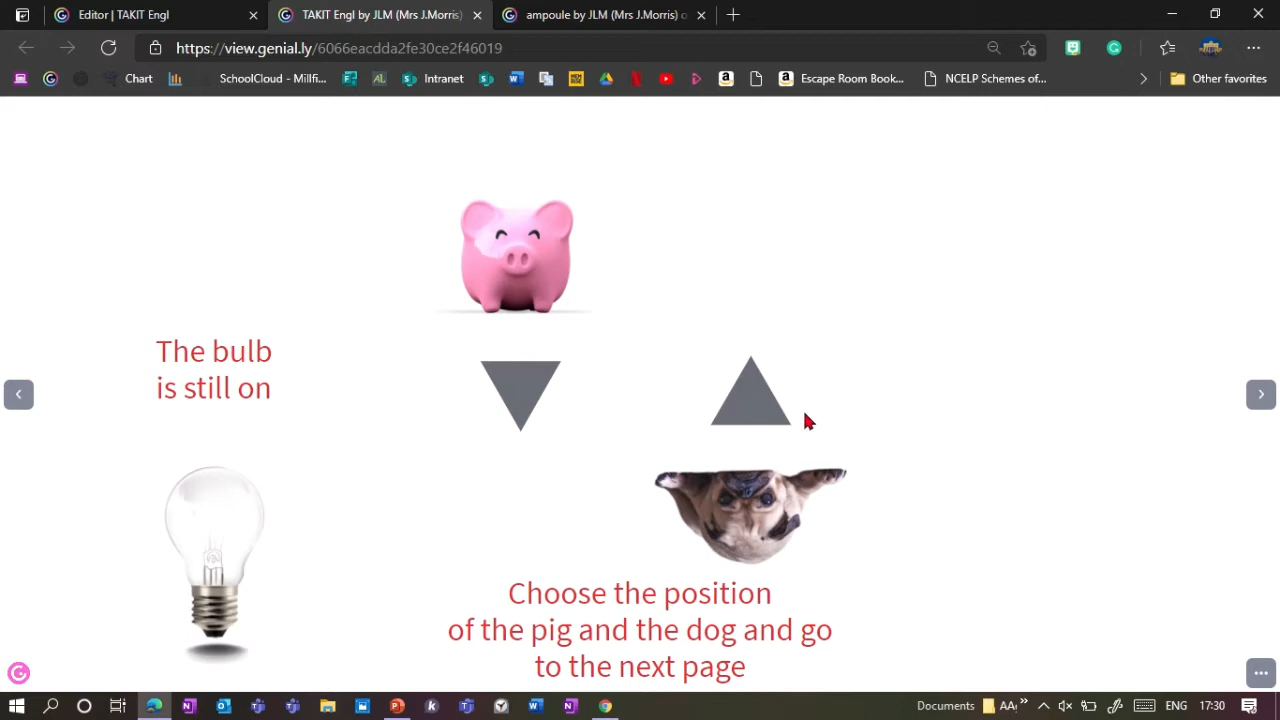 Editor | TAKIT Engl
TAKIT Engl by JLM (Mrs J.Morris)
ampoule by JLM (Mrs J.Morris) o
https://view.genial.ly/6066eacdda2fe30ce2f46019
Chart
SchoolCloud - Millfi...
Intranet
Escape Room Book...
NCELP Schemes of...
Other favorites
The bulb
is still on
Choose the position
of the pig and the dog and go
to the next page
Documents
ENG
17:30